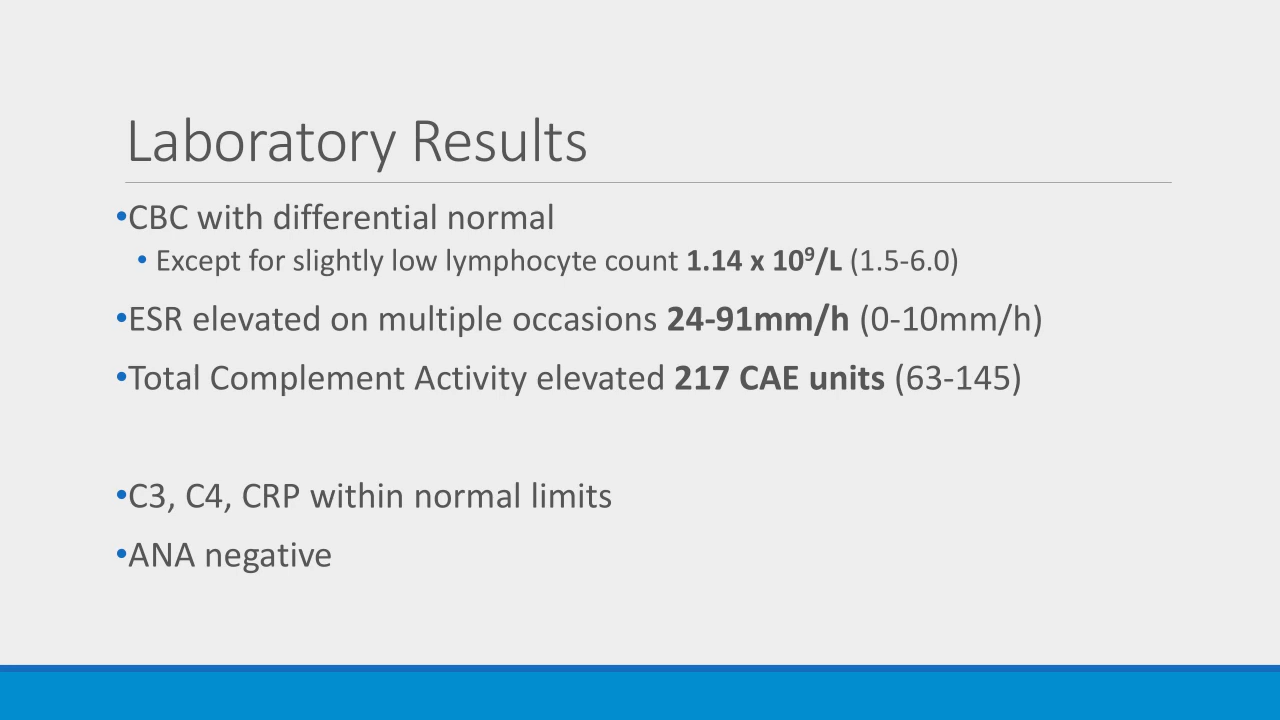 Laboratory Results
•CBC with differential normal
• Except for slightly low lymphocyte count 1.14 x 10⁹/L (1.5-6.0)
•ESR elevated on multiple occasions 24-91mm/h (0-10mm/h)
•Total Complement Activity elevated 217 CAE units (63-145)
•C3, C4, CRP within normal limits
•ANA negative